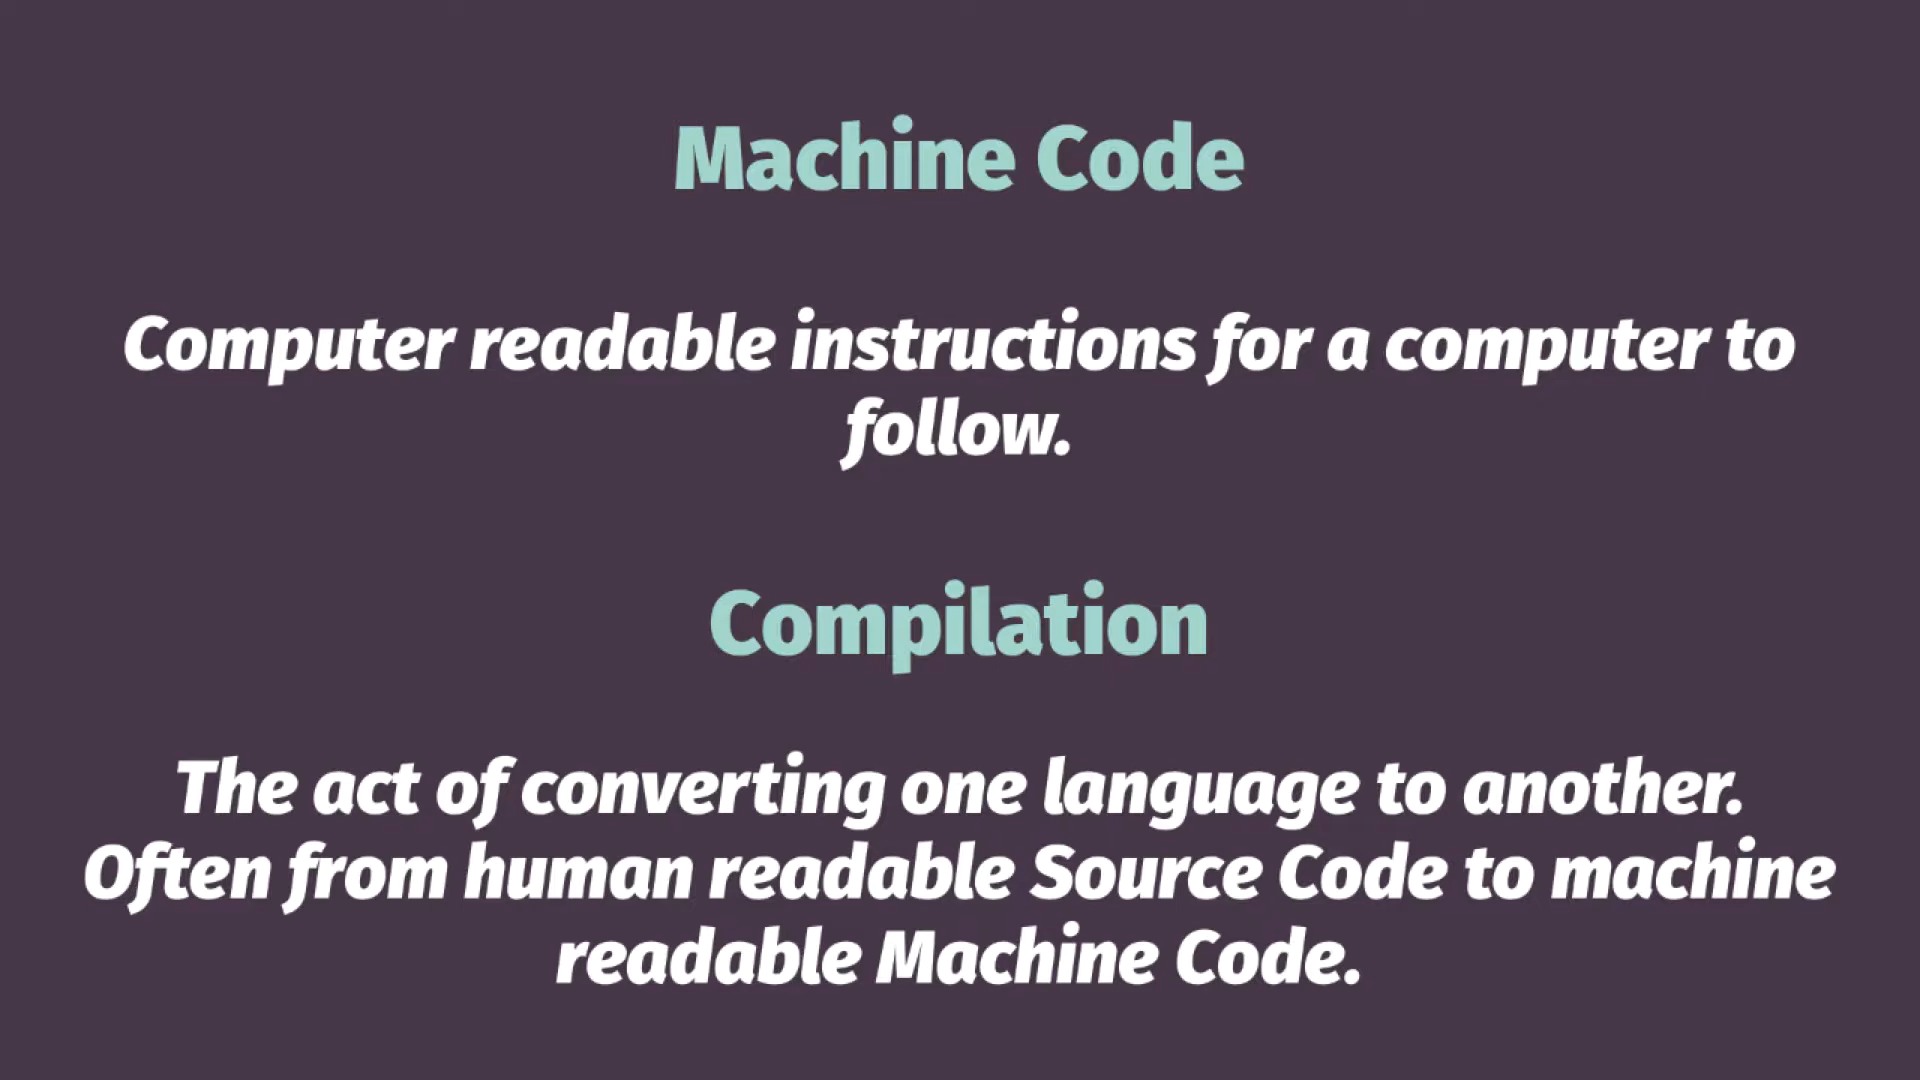 Machine Code
Computer readable instructions for a computer to
follow.
Compilation
The act of converting one language to another.
Often from human readable Source Code to machine
readable Machine Code.